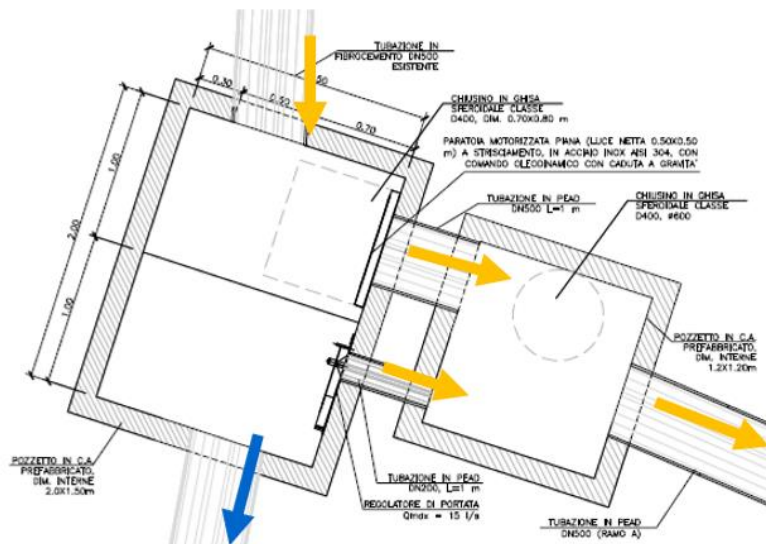 TUBAZIONE IN
FIBROCEMENTO DN500
ESISTENTE
0.30
0.50
0.70
.50
CHIUSINO IN GHISA
SFEROIDALE CLASSE
D400, DIM. 0.70X0.80 m
PARATOIA MOTORIZZATA PIANA (LUCE NETTA 0.50X0.50
m) A STRISCIAMENTO, IN ACCIAIO INOX AISI 304, CON
COMANDO OLEODINAMICO CON CADUTA A GRAVITA'
TUBAZIONE IN PEAD
DN500 L=1 m
CHIUSINO IN GHISA
SFEROIDALE CLASSE
D400, ø600
1.00
2.00
1.00
POZZETTO IN C.A.
PREFABBRICATO,
DIM. INTERNE
1.2X1.20m
POZZETTO IN C.A.
PREFABBRICATO,
DIM. INTERNE
2.0X1.50m
TUBAZIONE IN PEAD
DN200, L=1 m
REGOLATORE DI PORTATA
Qmax = 15 l/s
TUBAZIONE IN PEAD
DN500 (RAMO A)